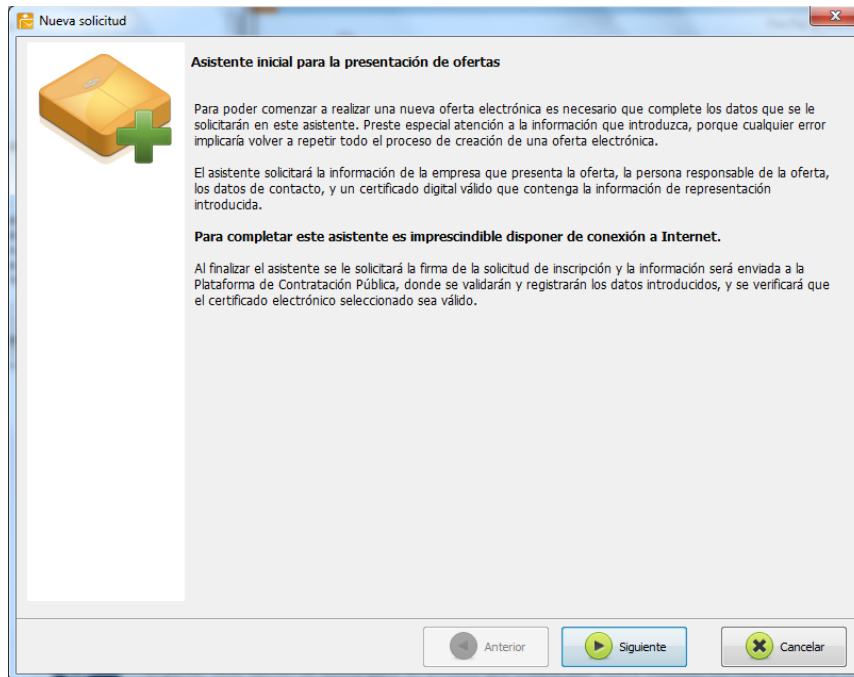 Nueva solicitud
Asistente inicial para la presentación de ofertas
Para poder comenzar a realizar una nueva oferta electrónica es necesario que complete los datos que se le
solicitarán en este asistente. Preste especial atención a la información que introduzca, porque cualquier error
implicaría volver a repetir todo el proceso de creación de una oferta electrónica.
El asistente solicitará la información de la empresa que presenta la oferta, la persona responsable de la oferta,
los datos de contacto, y un certificado digital válido que contenga la información de representación
introducida.
Para completar este asistente es imprescindible disponer de conexión a Internet.
Al finalizar el asistente se le solicitará la firma de la solicitud de inscripción y la información será enviada a la
Plataforma de Contratación Pública, donde se validarán y registrarán los datos introducidos, y se verificará que
el certificado electrónico seleccionado sea válido.
Anterior
Siguiente
Cancelar